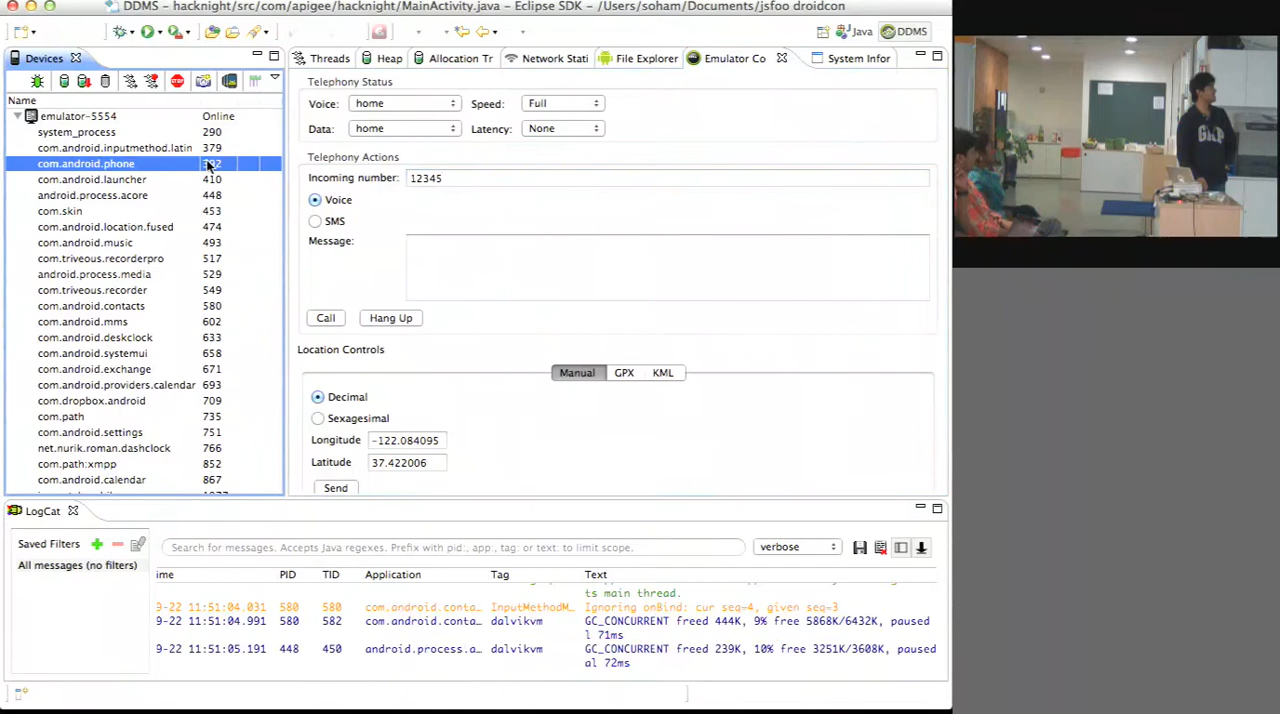 DDMS – hacknight/src/com/apigee/hacknight/MainActivity.java – Eclipse SDK – /Users/soham/Documents/jsfoo droidcon
Java DDMS
Devices
Name
emulator-5554 Online
system_process 290
com.android.inputmethod.latin 379
com.android.phone
com.android.launcher 410
android.process.acore 448
com.skin 453
com.android.location.fused 474
com.android.music 493
com.triveous.recorderpro 517
android.process.media 529
com.triveous.recorder 549
com.android.contacts 580
com.android.mms 602
com.android.deskclock 633
com.android.systemui 658
com.android.exchange 671
com.android.providers.calendar 693
com.dropbox.android 709
com.path 735
com.android.settings 751
net.nurik.roman.dashclock 766
com.path:xmpp 852
com.android.calendar 867
Threads Heap Allocation Tr Network Stati File Explorer Emulator Co System Infor
Telephony Status
Voice: home Speed: Full
Data: home Latency: None
Telephony Actions
Incoming number: 12345
Voice
SMS
Message:
Call Hang Up
Location Controls
Manual GPX KML
Decimal
Sexagesimal
Longitude -122.084095
Latitude 37.422006
Send
LogCat
Saved Filters
All messages (no filters)
Search for messages. Accepts Java regexes. Prefix with pid:, app:, tag: or text: to limit scope. verbose
ime PID TID Application Tag Text
ts main thread.
9-22 11:51:04.031 580 580 com.android.conta… InputMethodM… Ignoring onBind: cur seq=4, given seq=3
9-22 11:51:04.991 580 582 com.android.conta… dalvikvm GC_CONCURRENT freed 444K, 9% free 5868K/6432K, paused
l 71ms
9-22 11:51:05.191 448 450 android.process.a… dalvikvm GC_CONCURRENT freed 239K, 10% free 3251K/3608K, paused
al 72ms
GAP